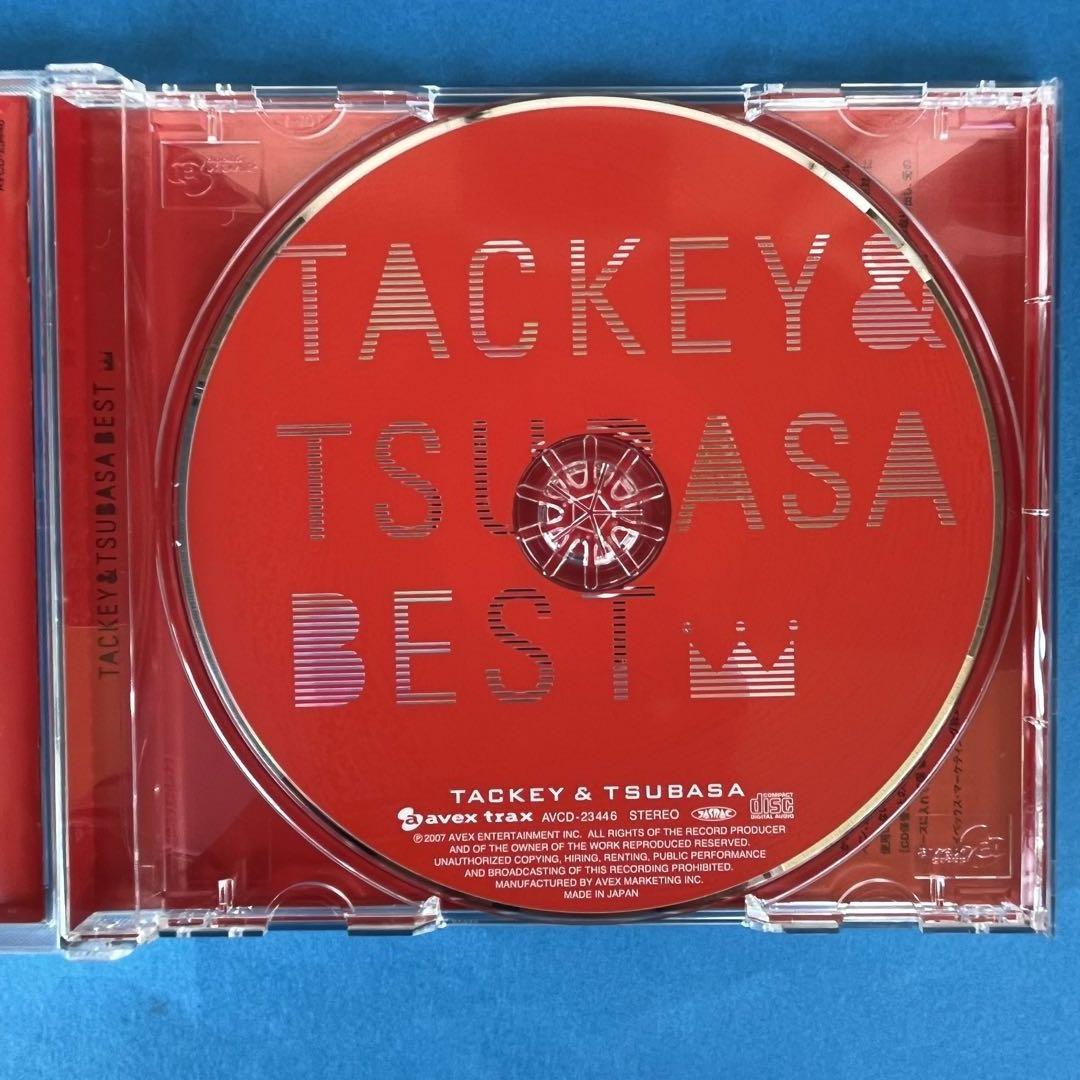 TACKEY&
TSUBASA
BEST
TACKEY & TSUBASA
avex trax AVCD-23446 STEREO JASRAC COMPACT disc DIGITAL AUDIO
Ⓟ2007 AVEX ENTERTAINMENT INC. ALL RIGHTS OF THE RECORD PRODUCER
AND OF THE OWNER OF THE WORK REPRODUCED RESERVED.
UNAUTHORIZED COPYING, HIRING, RENTING, PUBLIC PERFORMANCE
AND BROADCASTING OF THIS RECORDING PROHIBITED.
MANUFACTURED BY AVEX MARKETING INC.
MADE IN JAPAN
TACKEY&TSUBASA BEST